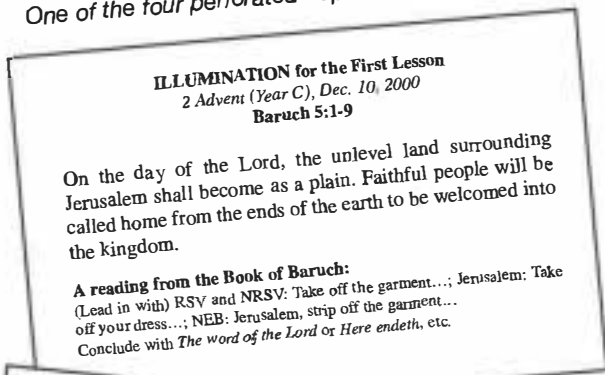 One of the four perforated
ILLUMINATION for the First Lesson
2 Advent (Year C), Dec. 10, 2000
Baruch 5:1-9
On the day of the Lord, the unlevel land surrounding
Jerusalem shall become as a plain. Faithful people will be
called home from the ends of the earth to be welcomed into
the kingdom.
A reading from the Book of Baruch:
(Lead in with) RSV and NRSV: Take off the garment...; Jerusalem: Take
off your dress...; NEB: Jerusalem, strip off the garment...
Conclude with The word of the Lord or Here endeth, etc.